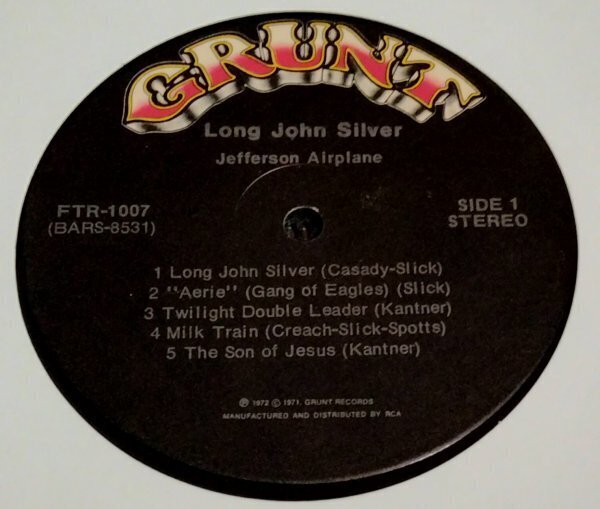 GRUNT
Long John Silver
Jefferson Airplane
FTR-1007
(BARS-8531)
SIDE 1
STEREO
1 Long John Silver (Casady-Slick)
2 "Aerie" (Gang of Eagles) (Slick)
3 Twilight Double Leader (Kantner)
4 Milk Train (Creach-Slick-Spotts)
5 The Son of Jesus (Kantner)
℗ 1972 © 1971, GRUNT RECORDS
MANUFACTURED AND DISTRIBUTED BY RCA